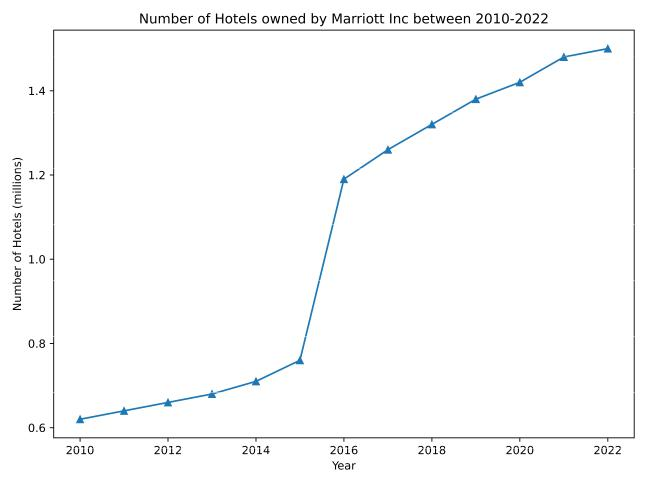 Number of Hotels owned by Marriott Inc between 2010-2022
Number of Hotels (millions)
1.4
1.2
1.0
0.8
0.6
2010 2012 2014 2016 2018 2020 2022
Year